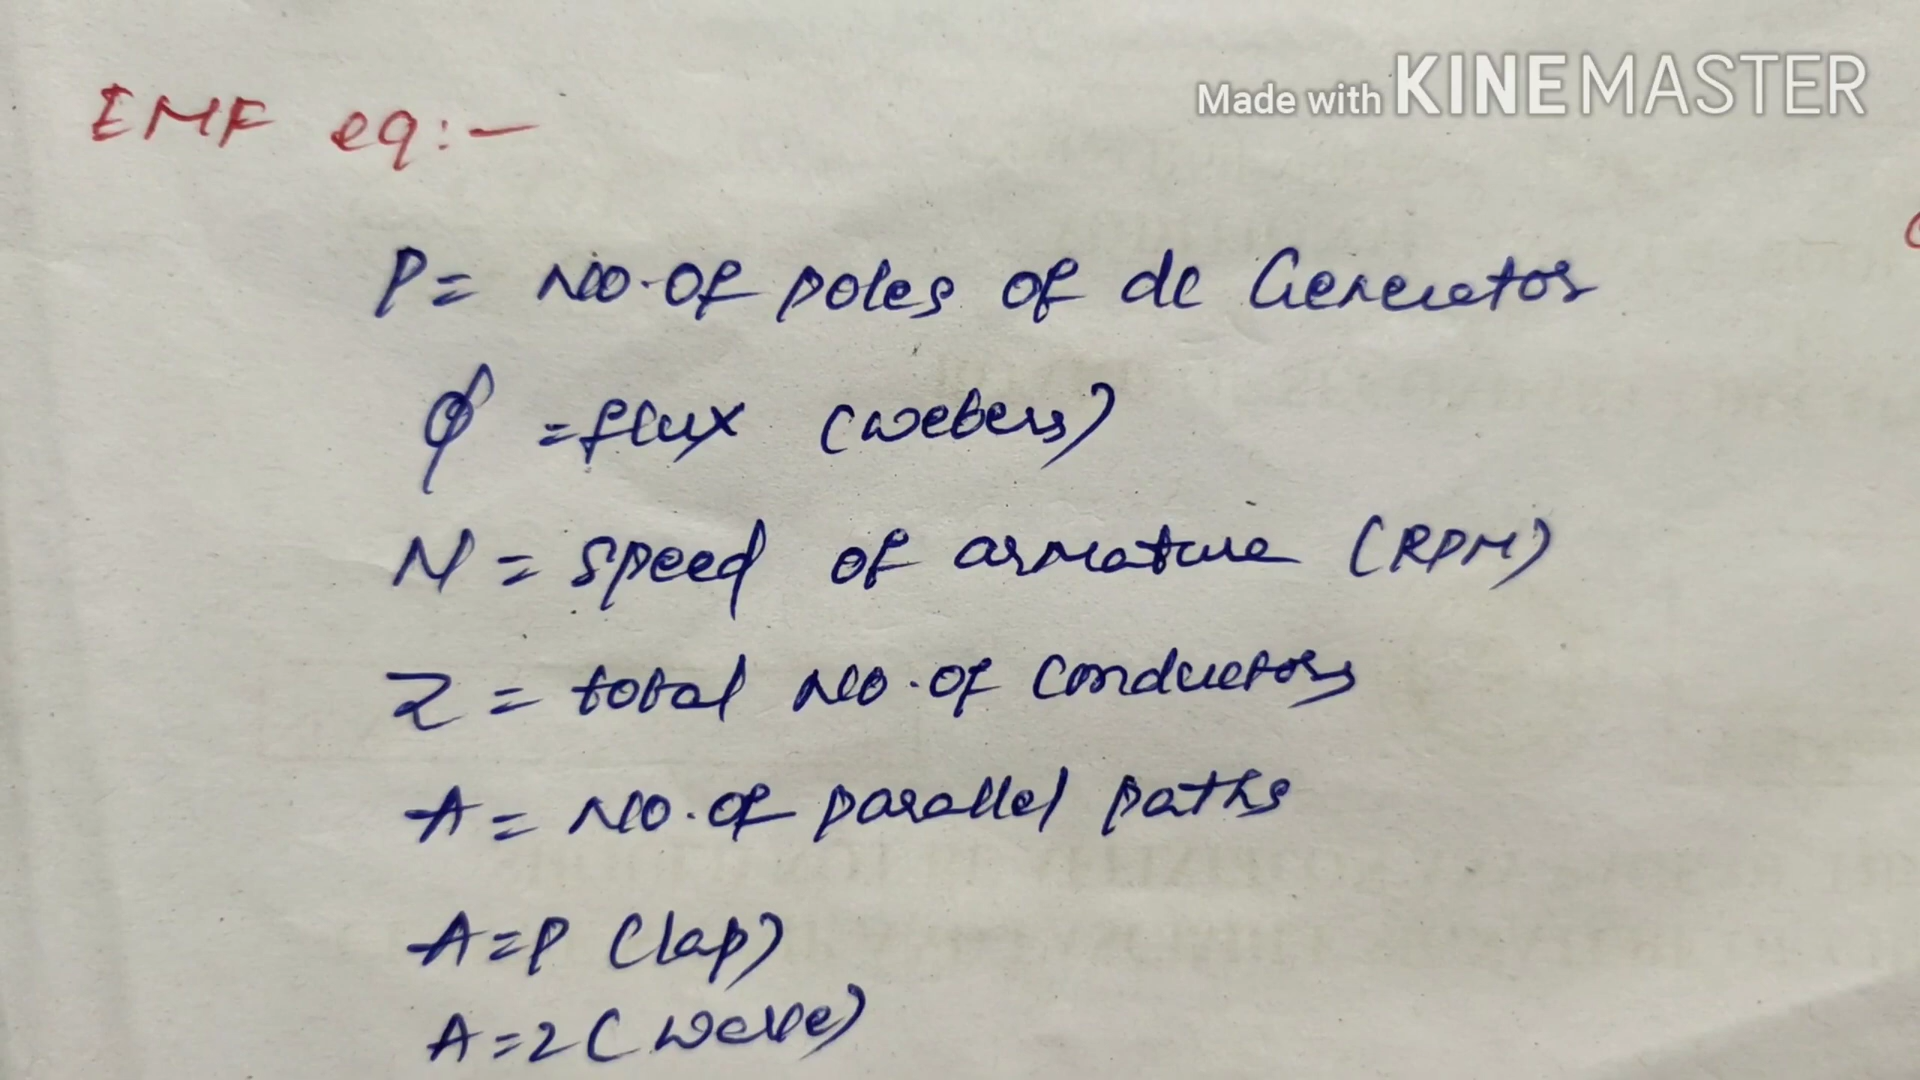 Made with KINEMASTER
EMF eq:-
P = No. of poles of dc Generator
φ = flux (webers)
N = speed of armature (RPM)
Z = total No. of conductors
A = No. of parallel paths
A = P (lap)
A = 2 (wave)